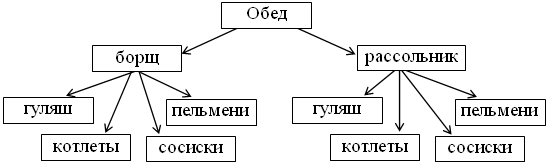 Обед
борщ рассольник
гуляш пельмени гуляш пельмени
котлеты сосиски котлеты сосиски